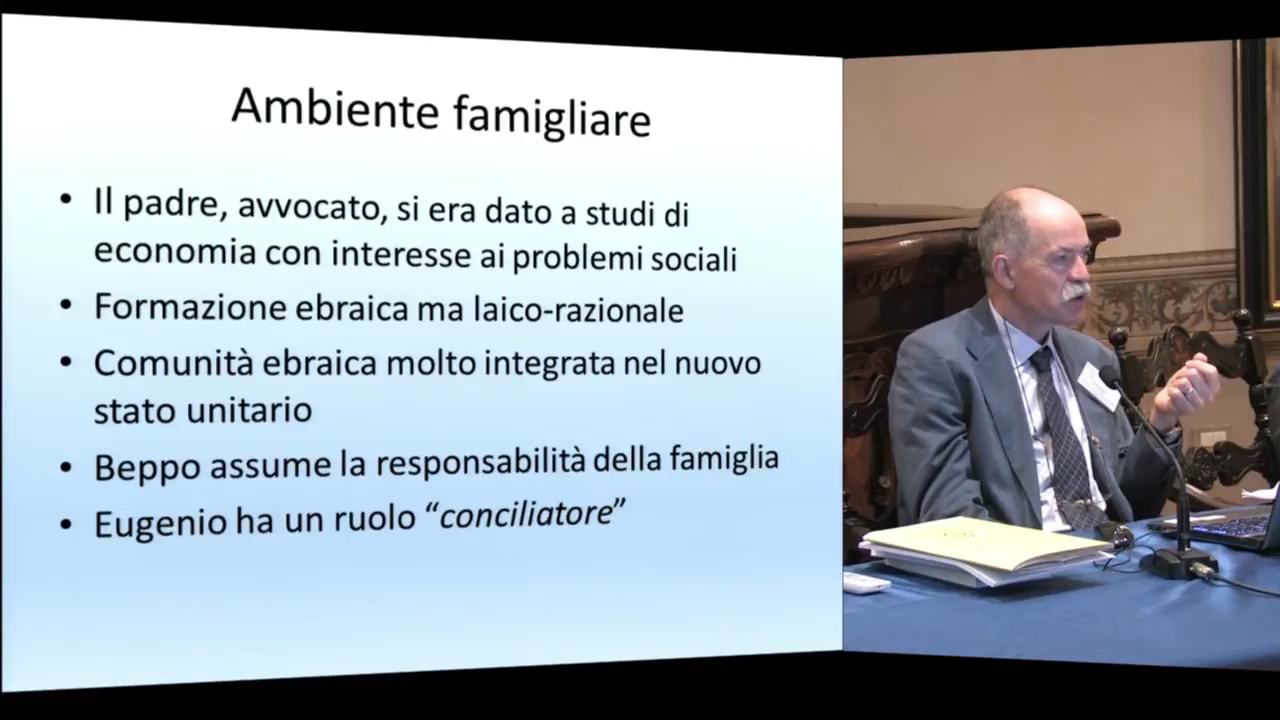 Ambiente famigliare
• Il padre, avvocato, si era dato a studi di
economia con interesse ai problemi sociali
• Formazione ebraica ma laico-razionale
• Comunità ebraica molto integrata nel nuovo
stato unitario
• Beppo assume la responsabilità della famiglia
• Eugenio ha un ruolo “conciliatore”